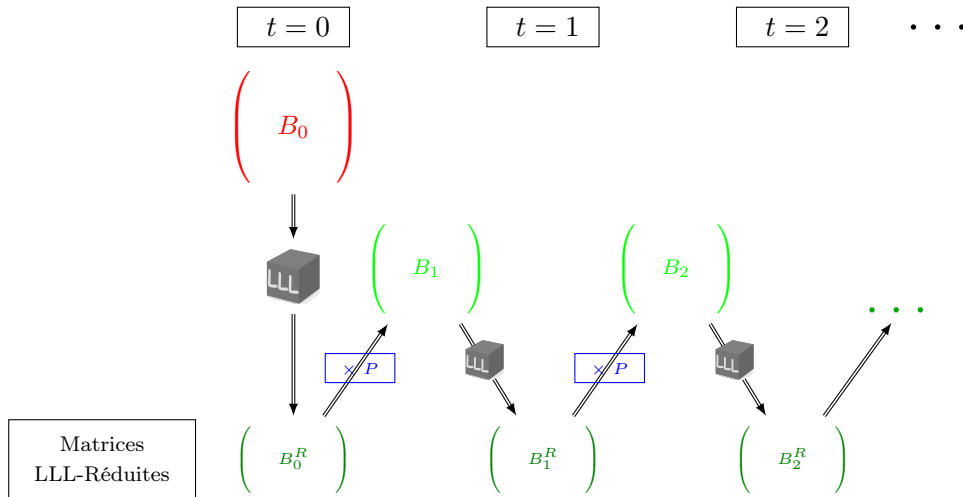 t = 0 t = 1 t = 2 . . .
B_0
B_1 B_2
LLL
. . .
LLL LLL
× P × P
Matrices
LLL-Réduites
B_0^R B_1^R B_2^R